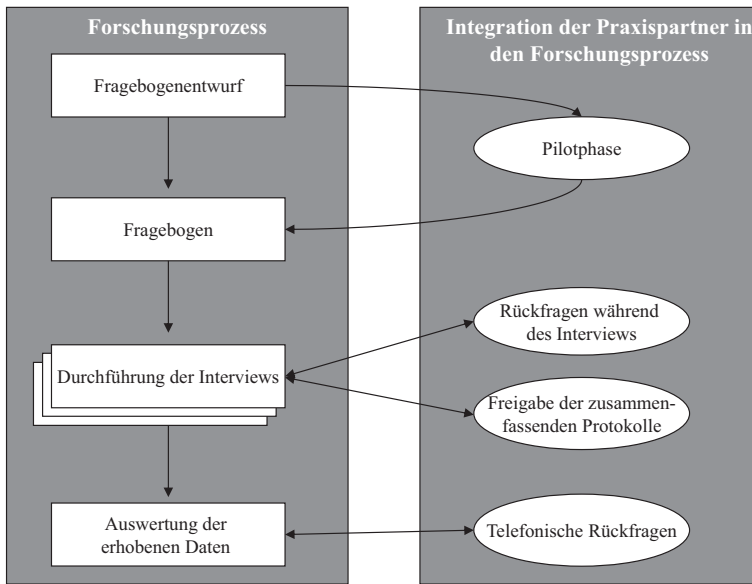 Forschungsprozess
Fragebogenentwurf
Fragebogen
Durchführung der Interviews
Auswertung der
erhobenen Daten
Integration der Praxispartner in
den Forschungsprozess
Pilotphase
Rückfragen während
des Interviews
Freigabe der zusammen-
fassenden Protokolle
Telefonische Rückfragen